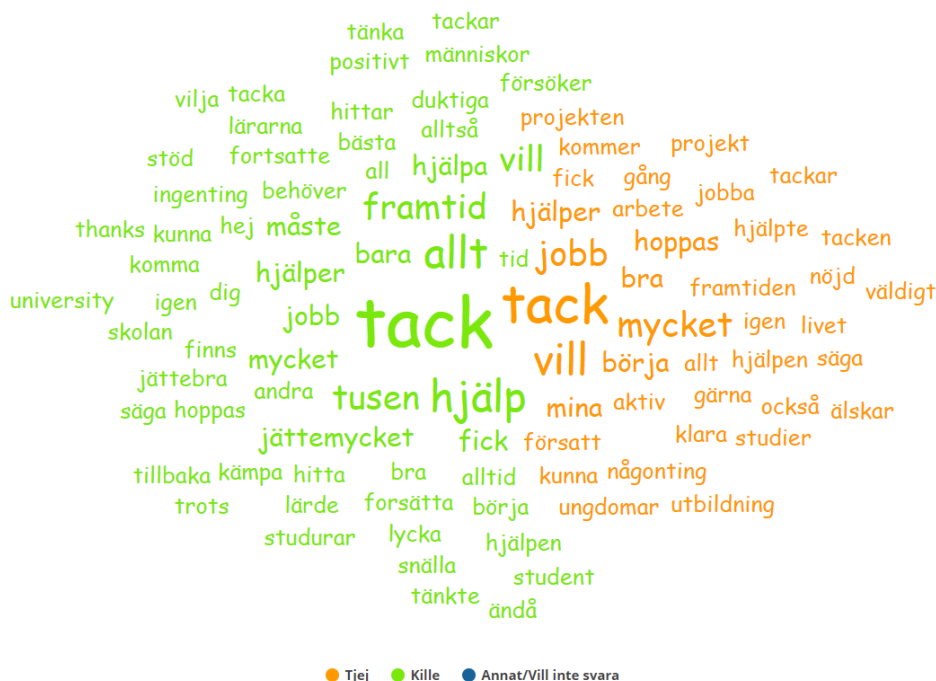 tackar
tänka
positivt människor
försöker
vilja tacka
hittar duktiga
projekten
lärarna
alltså
bästa
kommer projekt
stöd fortsatte
all hjälpa vill
fick gång tackar
ingenting behöver
jobba
framtid hjälper arbete
thanks kunna hej måste
hjälpte tacken
bara allt tid jobb hoppas
komma hjälper
bra framtiden nöjd väldigt
university igen dig
jobb tack tack mycket igen livet
skolan
finns mycket vill börja allt hjälpen säga
jättebra andra
tusen hjälp mina aktiv gärna också älskar
säga hoppas
jättemycket fick försatt klara studier
tillbaka kämpa hitta bra alltid kunna någonting
trots lärde forsätta börja ungdomar utbildning
studurar lycka hjälpen
snälla student
tänkte ändå
Tjej Kille Annat/Vill inte svara